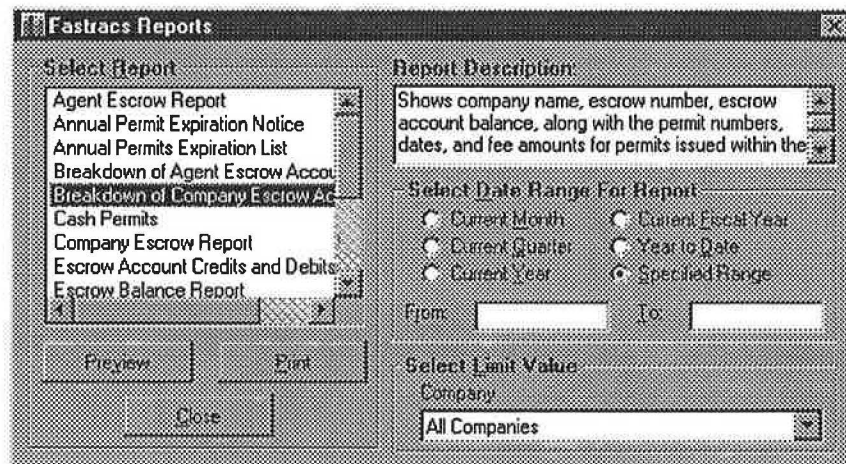 Fastracs Reports
Select Report
Agent Escrow Report
Annual Permit Expiration Notice
Annual Permits Expiration List
Breakdown of Agent Escrow Accou
Breakdown of Company Escrow Ac
Cash Permits
Company Escrow Report
Escrow Account Credits and Debits
Escrow Balance Report
Preview
Print
Close
Report Description:
Shows company name, escrow number, escrow
account balance, along with the permit numbers,
dates, and fee amounts for permits issued within the
Select Date Range For Report
Current Month
Current Fiscal Year
Current Quarter
Year to Date
Current Year
Specified Range
From:
To:
Select Limit Value
Company
All Companies